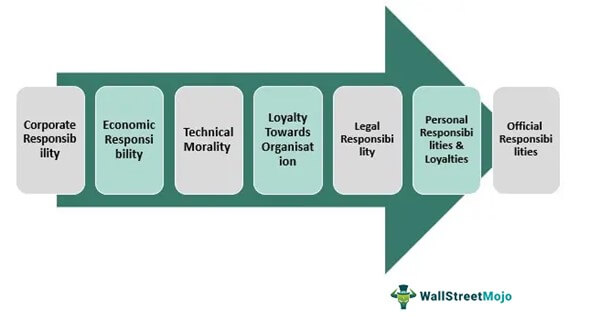 Corporate
Responsib
ility
Economic
Responsi
bility
Technical
Morality
Loyalty
Towards
Organisat
ion
Legal
Responsibi
lity
Personal
Responsibi
lities &
Loyalties
Official
Responsibi
lities
WallStreetMojo